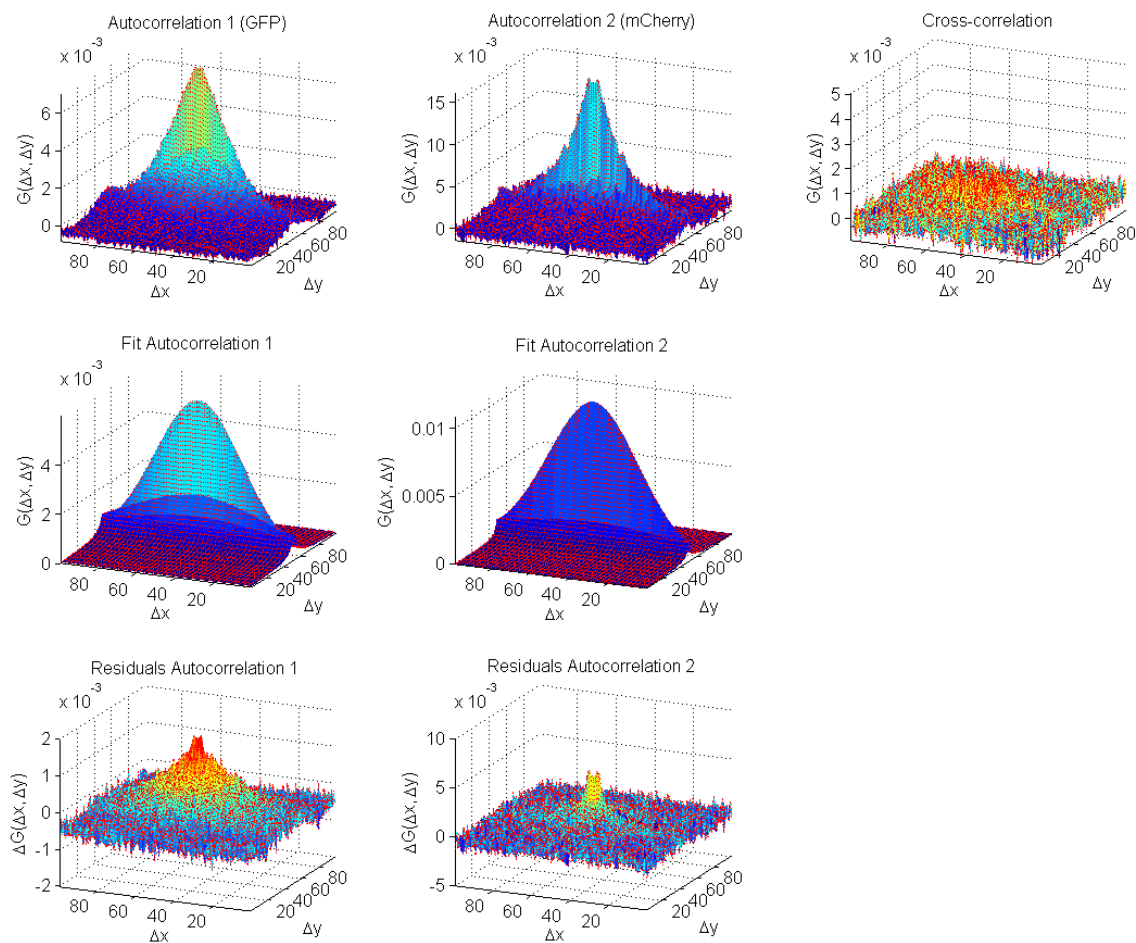 Autocorrelation 1 (GFP)
x 10⁻³
6
4
2
0
G(Δx, Δy)
80
60
40
20
Δx
20
40
60
80
Δy
Autocorrelation 2 (mCherry)
x 10⁻³
15
10
5
0
G(Δx, Δy)
80
60
40
20
Δx
20
40
60
80
Δy
Cross-correlation
x 10⁻³
5
4
3
2
1
0
G(Δx, Δy)
80
60
40
20
Δx
20
40
60
80
Δy
Fit Autocorrelation 1
x 10⁻³
4
2
0
G(Δx, Δy)
80
60
40
20
Δx
20
40
60
80
Δy
Fit Autocorrelation 2
0.01
0.005
0
G(Δx, Δy)
80
60
40
20
Δx
20
40
60
80
Δy
Residuals Autocorrelation 1
x 10⁻³
2
1
0
-1
-2
ΔG(Δx, Δy)
80
60
40
20
Δx
20
40
60
80
Δy
Residuals Autocorrelation 2
x 10⁻³
10
5
0
-5
ΔG(Δx, Δy)
80
60
40
20
Δx
20
40
60
80
Δy